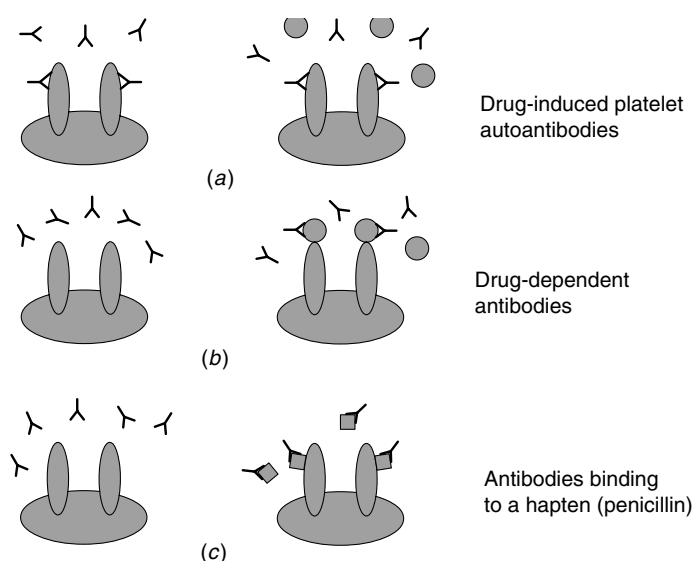 Drug-induced platelet
autoantibodies
(a)
Drug-dependent
antibodies
(b)
Antibodies binding
to a hapten (penicillin)
(c)